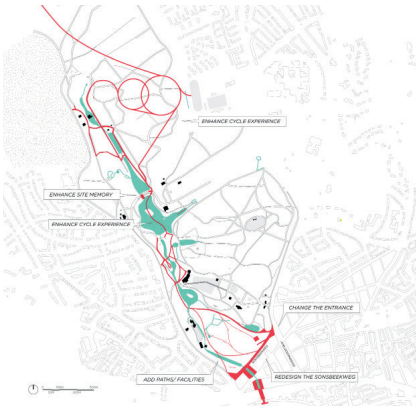 ENHANCE CYCLE EXPERIENCE
ENHANCE SITE MEMORY
ENHANCE CYCLE EXPERIENCE
CHANGE THE ENTRANCE
ADD PATHS/ FACILITIES
REDESIGN THE SONSBEEKWEG